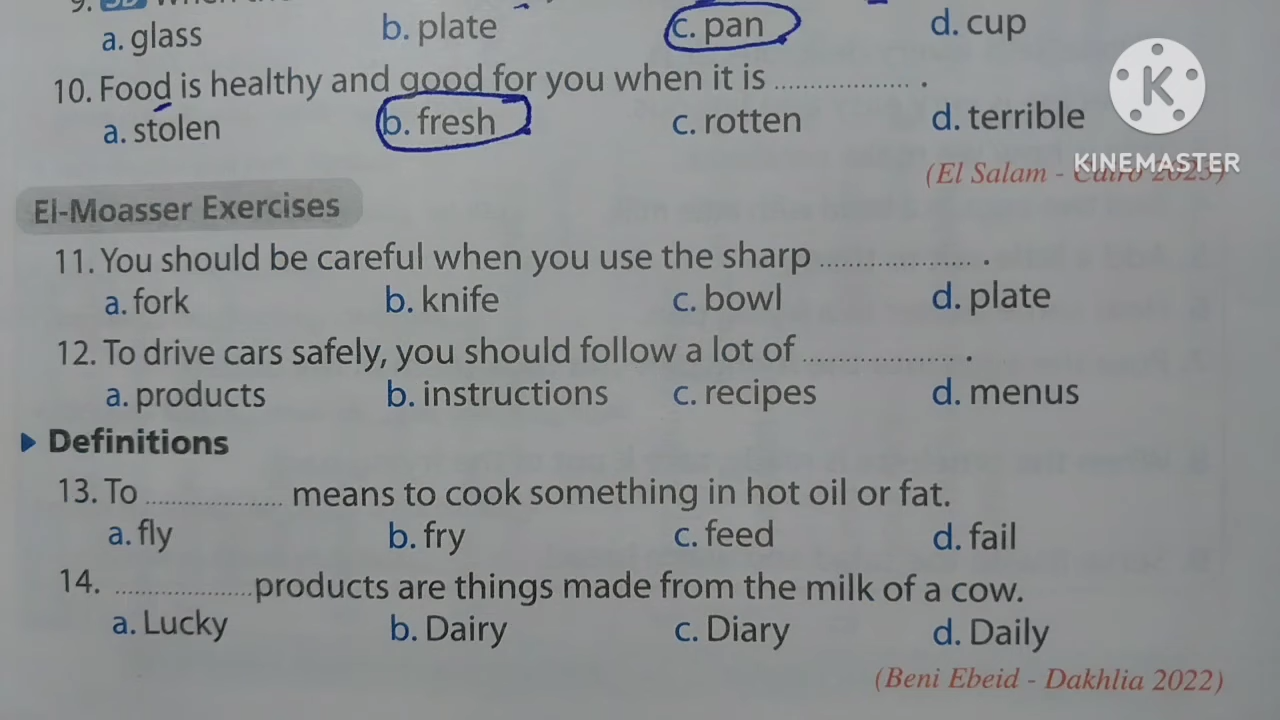 9.
a. glass b. plate c. pan d. cup
10. Food is healthy and good for you when it is .................. .
a. stolen b. fresh c. rotten d. terrible
KINEMASTER
(El Salam - Cairo 2023)
El-Moasser Exercises
11. You should be careful when you use the sharp .................. .
a. fork b. knife c. bowl d. plate
12. To drive cars safely, you should follow a lot of .................. .
a. products b. instructions c. recipes d. menus
Definitions
13. To .................. means to cook something in hot oil or fat.
a. fly b. fry c. feed d. fail
14. .................. products are things made from the milk of a cow.
a. Lucky b. Dairy c. Diary d. Daily
(Beni Ebeid - Dakhlia 2022)